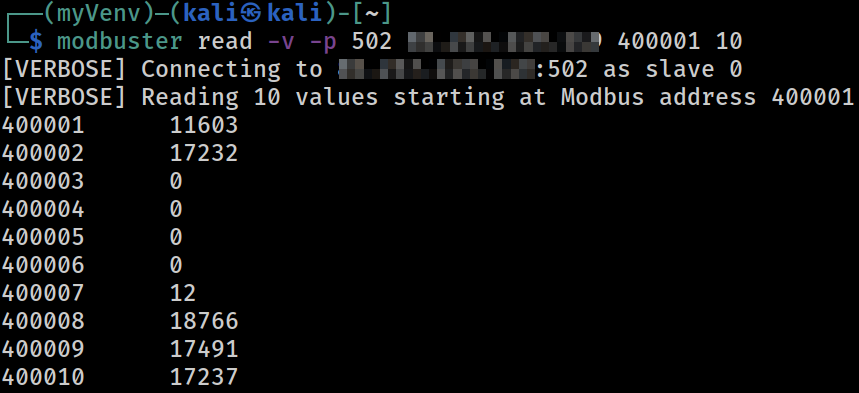 ┌──(myVenv)─(kali㉿kali)-[~]
└─$ modbuster read -v -p 502 400001 10
[VERBOSE] Connecting to :502 as slave 0
[VERBOSE] Reading 10 values starting at Modbus address 400001
400001 11603
400002 17232
400003 0
400004 0
400005 0
400006 0
400007 12
400008 18766
400009 17491
400010 17237